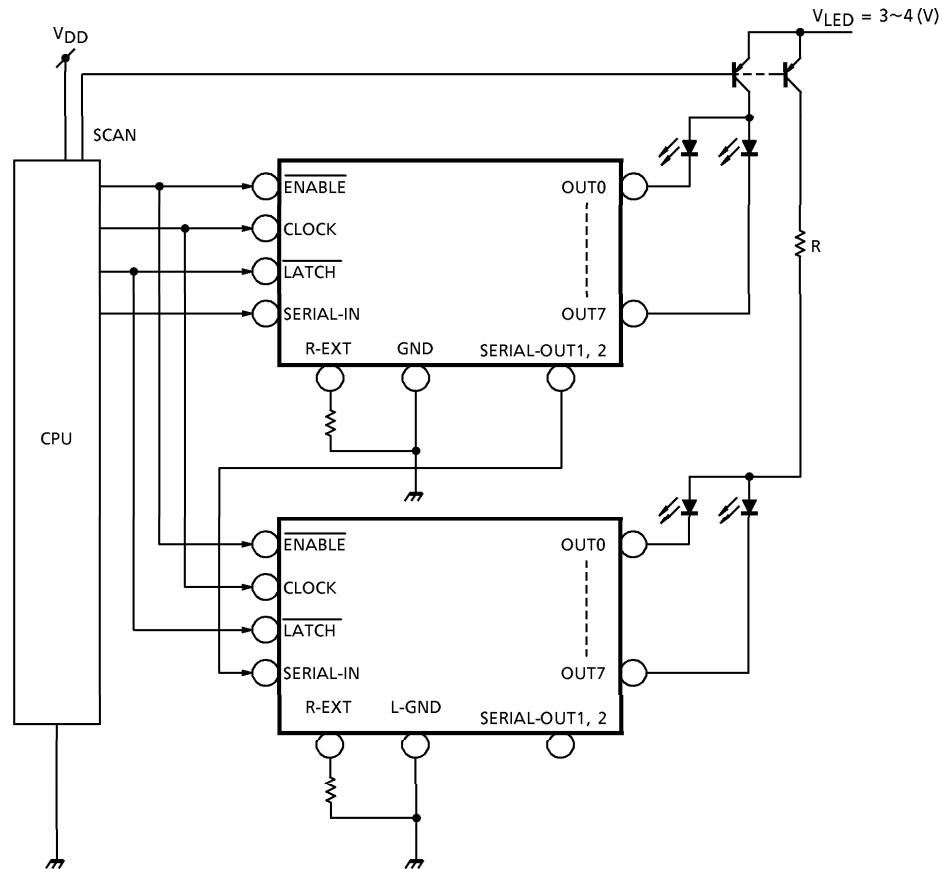 VDD
VLED = 3~4 (V)
SCAN
ENABLE
CLOCK
LATCH
SERIAL-IN
OUT0
OUT7
R-EXT
GND
SERIAL-OUT1, 2
R
CPU
ENABLE
CLOCK
LATCH
SERIAL-IN
OUT0
OUT7
R-EXT
L-GND
SERIAL-OUT1, 2